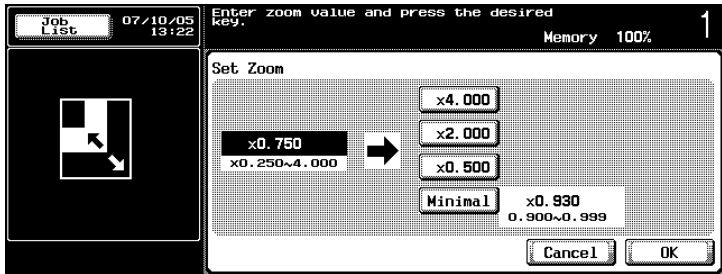 Job
List
07/10/05
13:22
Enter zoom value and press the desired
key.
Memory 100%
1
Set Zoom
x4.000
x0.750
x2.000
x0.250~4.000
x0.500
Minimal
x0.930
0.900~0.999
Cancel
OK